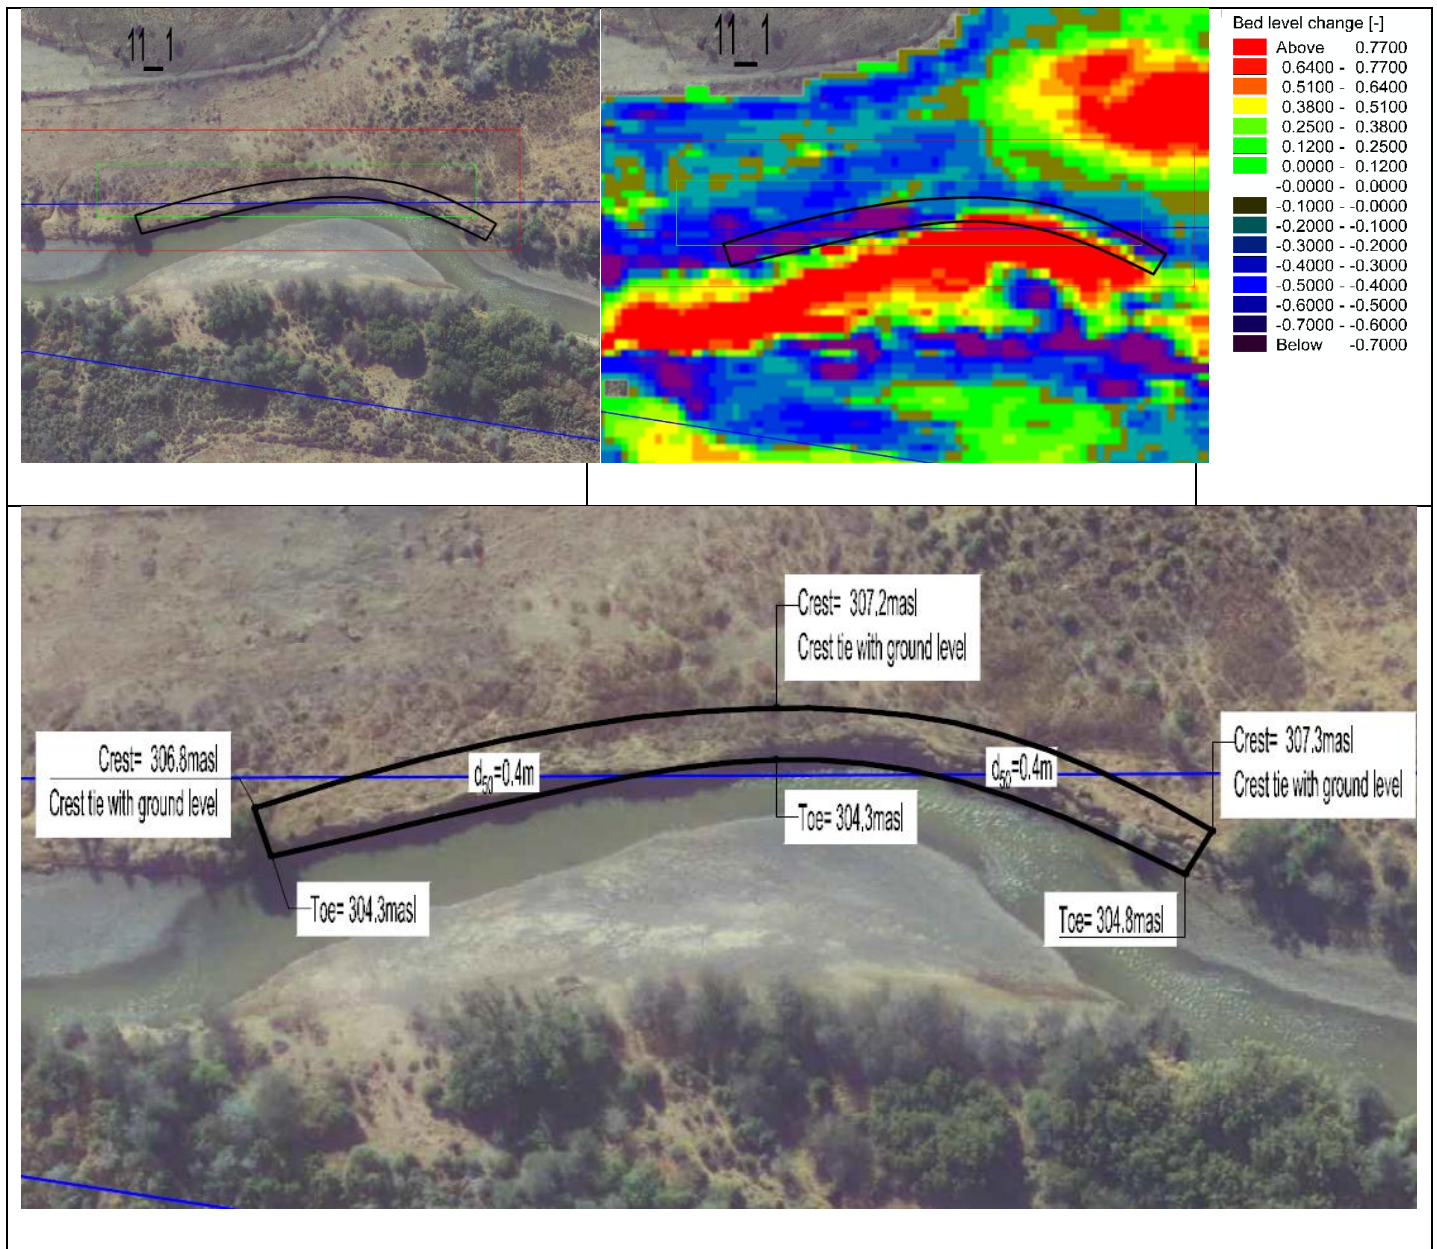 11_1
11_1
Bed level change [-]
Above 0.7700
0.6400 - 0.7700
0.5100 - 0.6400
0.3800 - 0.5100
0.2500 - 0.3800
0.1200 - 0.2500
0.0000 - 0.1200
-0.0000 - 0.0000
-0.1000 - -0.0000
-0.2000 - -0.1000
-0.3000 - -0.2000
-0.4000 - -0.3000
-0.5000 - -0.4000
-0.6000 - -0.5000
-0.7000 - -0.6000
Below -0.7000
Crest= 307.2masl
Crest tie with ground level
Crest= 306.8masl
Crest tie with ground level
d50=0.4m
d50=0.4m
Crest= 307.3masl
Crest tie with ground level
Toe= 304.3masl
Toe= 304.3masl
Toe= 304.8masl